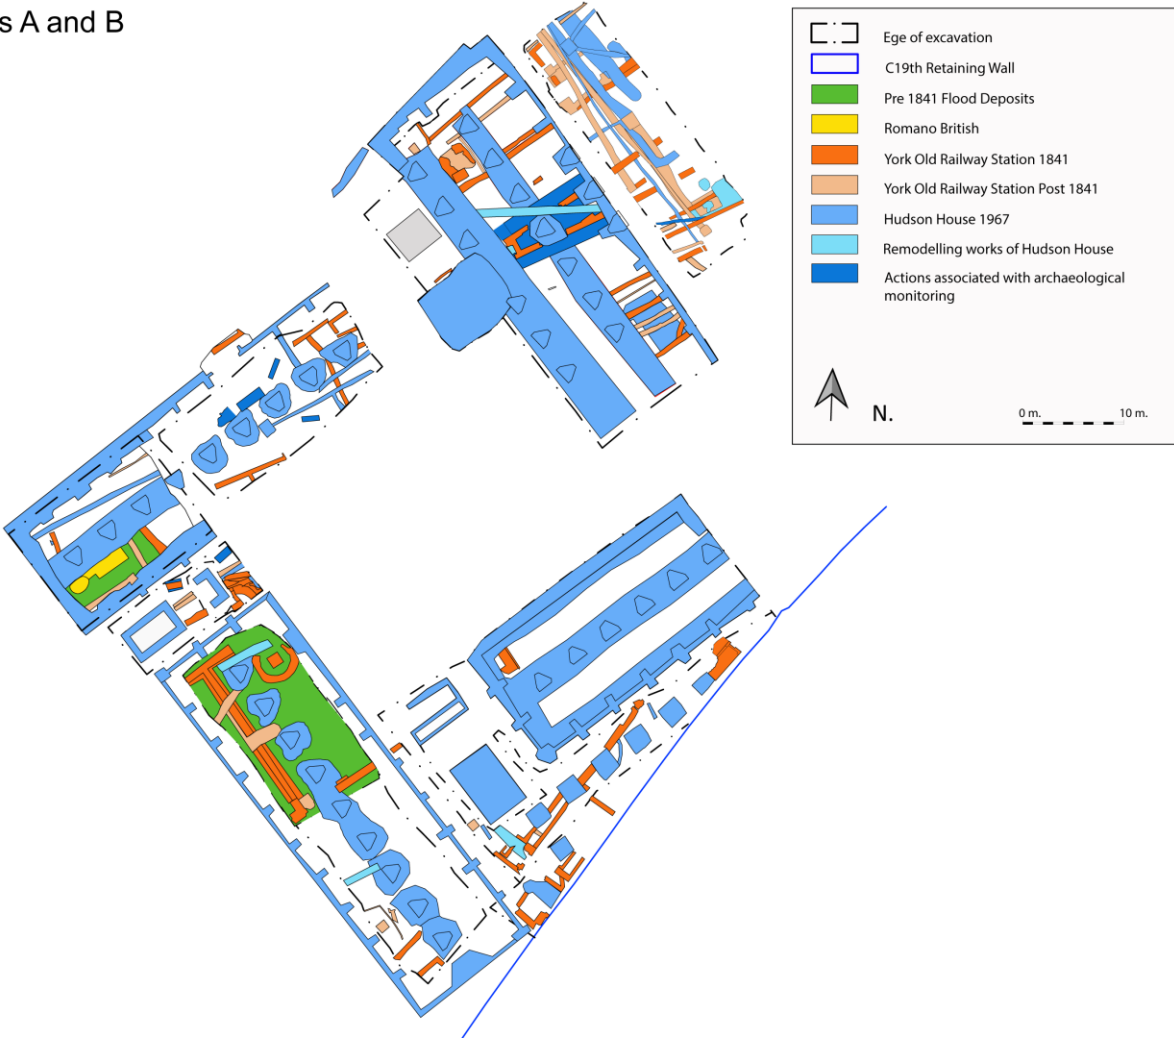 s A and B
Ege of excavation
C19th Retaining Wall
Pre 1841 Flood Deposits
Romano British
York Old Railway Station 1841
York Old Railway Station Post 1841
Hudson House 1967
Remodelling works of Hudson House
Actions associated with archaeological
monitoring
N.
0 m.
10 m.